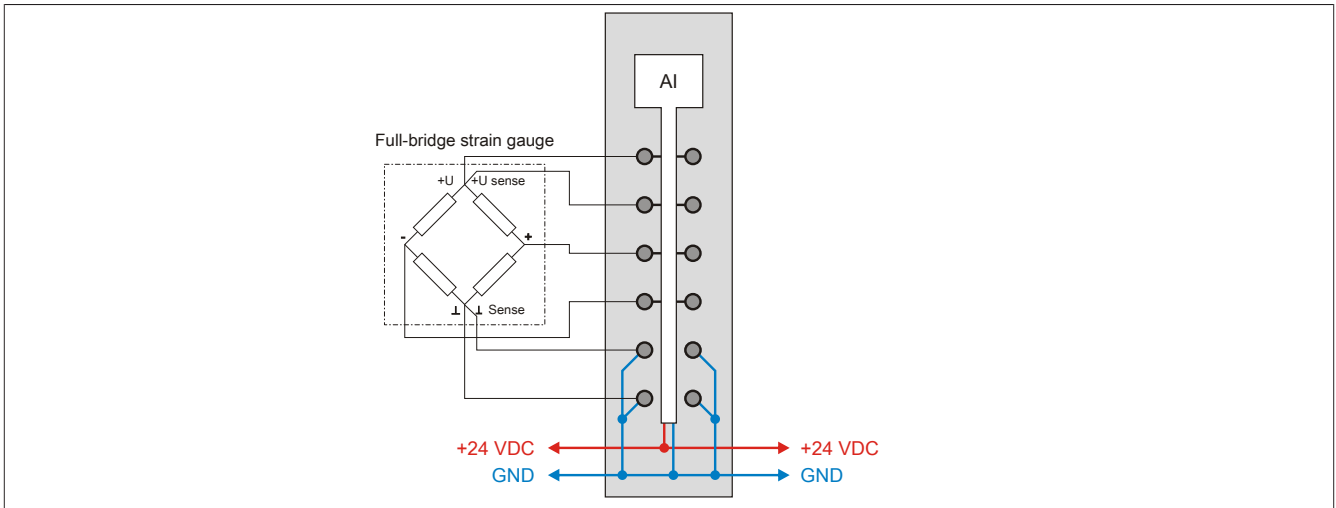 AI
Full-bridge strain gauge
+U +U sense
- +
⊥ ⊥ Sense
+24 VDC +24 VDC
GND GND